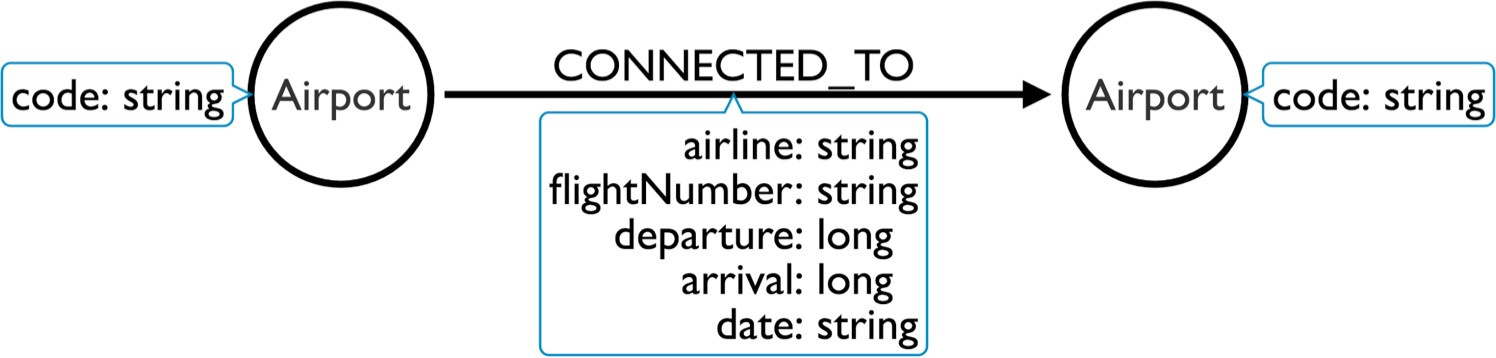 CONNECTED_TO
code: string
Airport
Airport
code: string
airline: string
flightNumber: string
departure: long
arrival: long
date: string